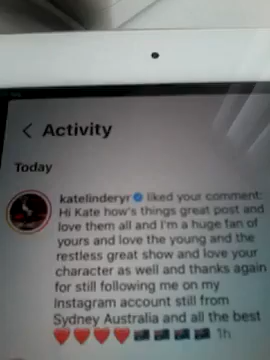 < Activity
Today
katelinderyr liked your comment:
Hi Kate how's things great post and
love them all and I'm a huge fan of
yours and love the young and the
restless great show and love your
character as well and thanks again
for still following me on my
Instagram account still from
Sydney Australia and all the best
❤️❤️❤️❤️🇦🇺🇦🇺🇦🇺🇦🇺 1h